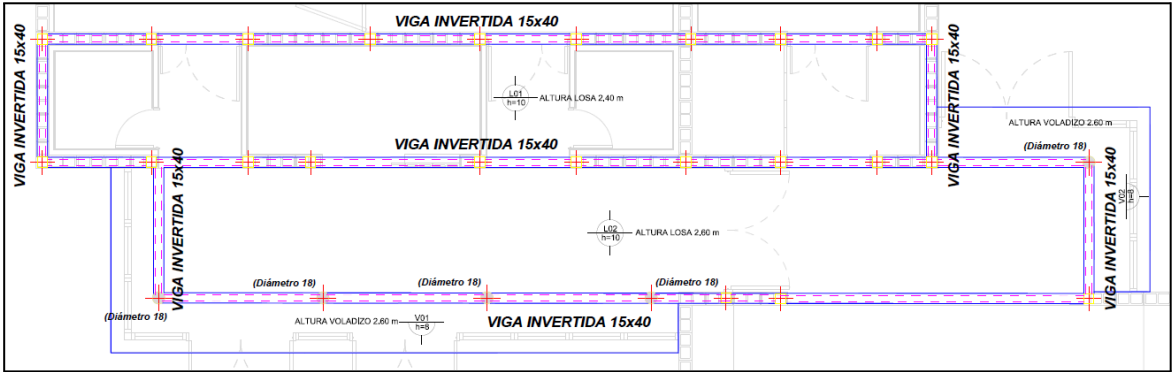 VIGA INVERTIDA 15x40
VIGA INVERTIDA 15x40
VIGA INVERTIDA 15x40
L01
h=10
ALTURA LOSA 2,40 m
ALTURA VOLADIZO 2.60 m
VIGA INVERTIDA 15x40
(Diámetro 18)
VIGA INVERTIDA 15x40
VIGA INVERTIDA 15x40
V02
h=8
L02
h=10
ALTURA LOSA 2,60 m
(Diámetro 18)
(Diámetro 18)
(Diámetro 18)
(Diámetro 18)
ALTURA VOLADIZO 2.60 m
V01
h=8
VIGA INVERTIDA 15x40